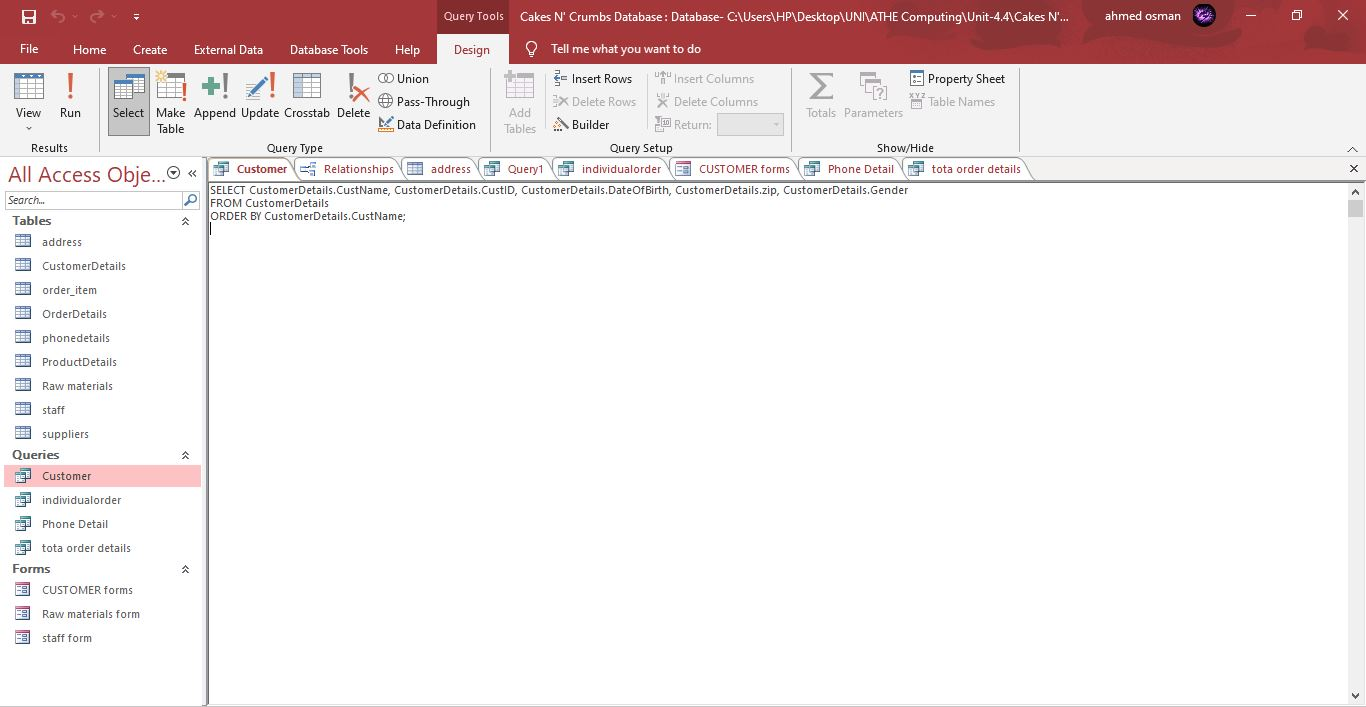 Query Tools
Cakes N' Crumbs Database : Database- C:\Users\HP\Desktop\UNI\ATHE Computing\Unit-4.4\Cakes N'...
ahmed osman
File Home Create External Data Database Tools Help Design Tell me what you want to do
View
Run
Results
Select
Make Table
Append
Update
Crosstab
Delete
Union
Pass-Through
Data Definition
Query Type
Add Tables
Insert Rows
Delete Rows
Builder
Insert Columns
Delete Columns
Return:
Query Setup
Totals
Parameters
Property Sheet
Table Names
Show/Hide
All Access Obje...
Search...
Tables
address
CustomerDetails
order_item
OrderDetails
phonedetails
ProductDetails
Raw materials
staff
suppliers
Queries
Customer
individualorder
Phone Detail
tota order details
Forms
CUSTOMER forms
Raw materials form
staff form
Customer Relationships address Query1 individualorder CUSTOMER forms Phone Detail tota order details
SELECT CustomerDetails.CustName, CustomerDetails.CustID, CustomerDetails.DateOfBirth, CustomerDetails.zip, CustomerDetails.Gender
FROM CustomerDetails
ORDER BY CustomerDetails.CustName;